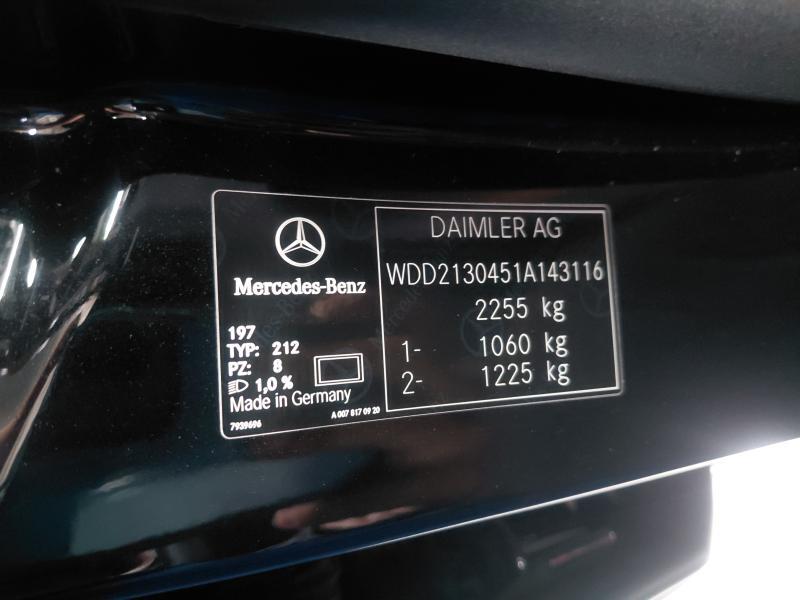 Mercedes-Benz
197
TYP: 212
PZ: 8
1,0 %
Made in Germany
7939696
A 007 817 09 20
DAIMLER AG
WDD2130451A143116
2255 kg
1- 1060 kg
2- 1225 kg